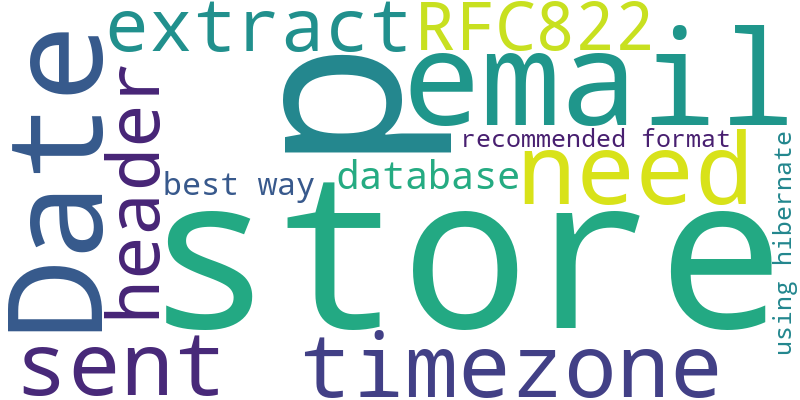 extract
RFC822
Date
header
p
email
recommended format
best way
database
need
store
using hibernate
sent
timezone